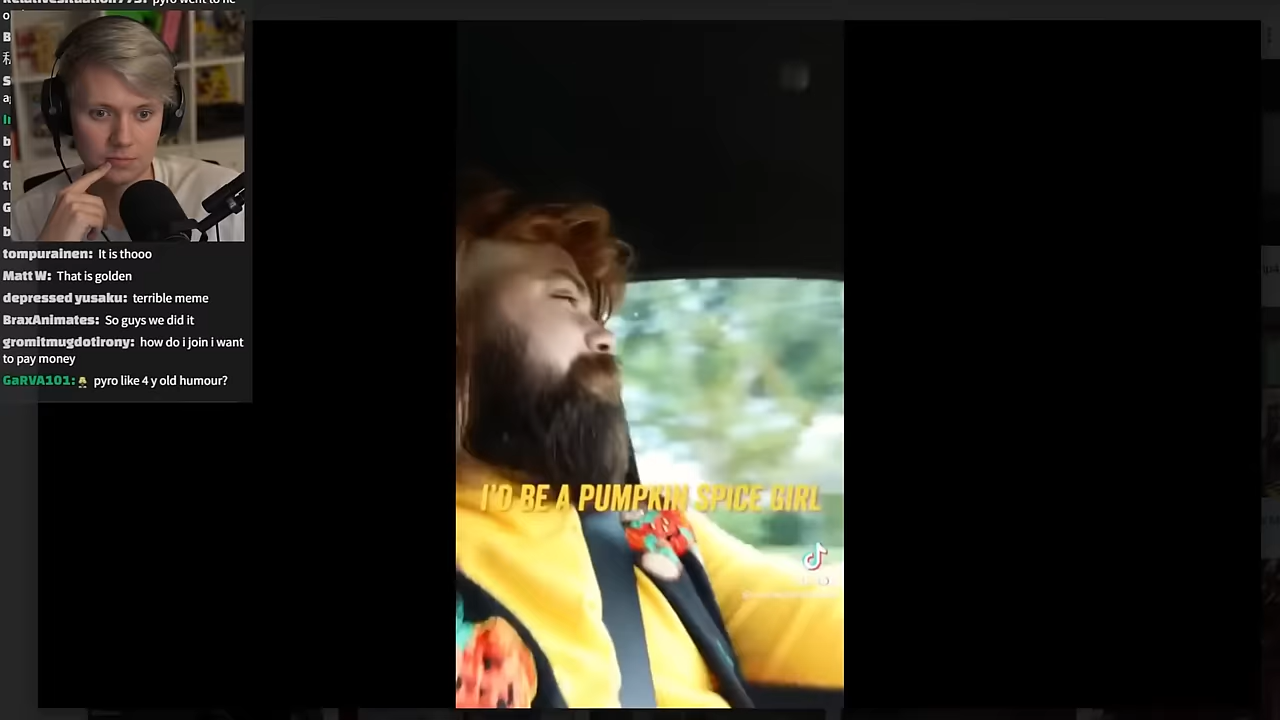 tompurainen: It is thooo
Matt W: That is golden
depressed yusaku: terrible meme
BraxAnimates: So guys we did it
gromitmugdotirony: how do i join i want
to pay money
GaRVA101: pyro like 4 y old humour?
I'D BE A PUMPKIN SPICE GIRL